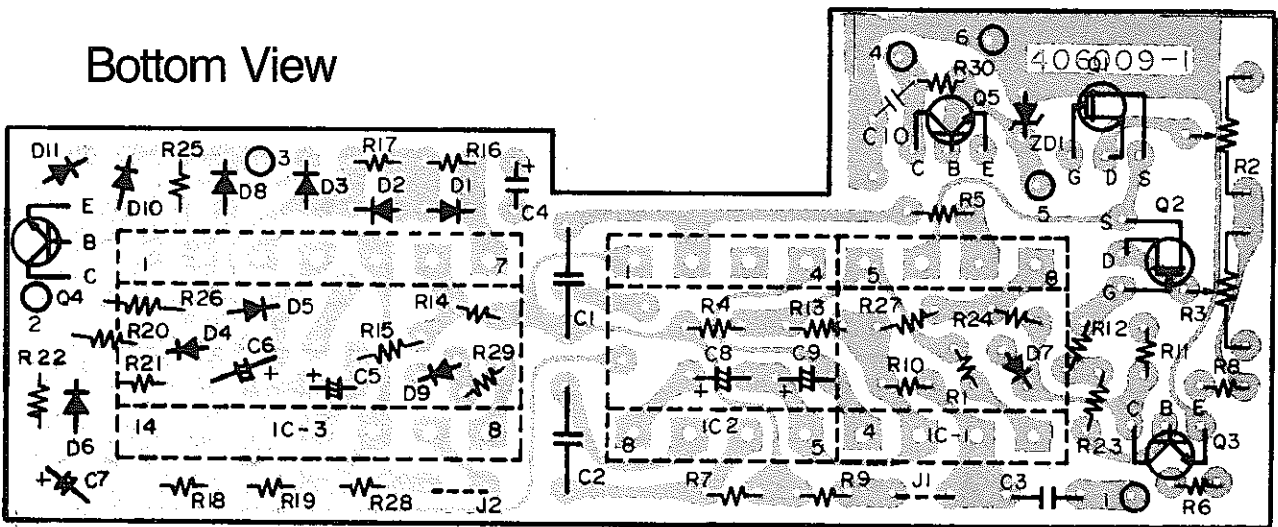 Bottom View
406009-1
4 6 R30 Q1
Q5 ZD1 C10
C B E G D S R2
D11 R25 3 R17 R16
D10 D8 D3 D2 D1 C4
5 R5 S Q2
E
B 1 7 1 4 5 8 D
C G
2 Q4 R26 D5 R14 C1 R4 R13 R27 R24 R12 R3
R20 D4 R15 R11
R22 R21 C6 + C5 + D9 R29 C8 + C9 + R10 R1 D7 R8
D6 14 IC-3 8 8 IC2 5 4 IC-1 1 R23 C B E Q3
+ C7 R18 R19 R28 J2 C2 R7 R9 J1 C3 1 R6